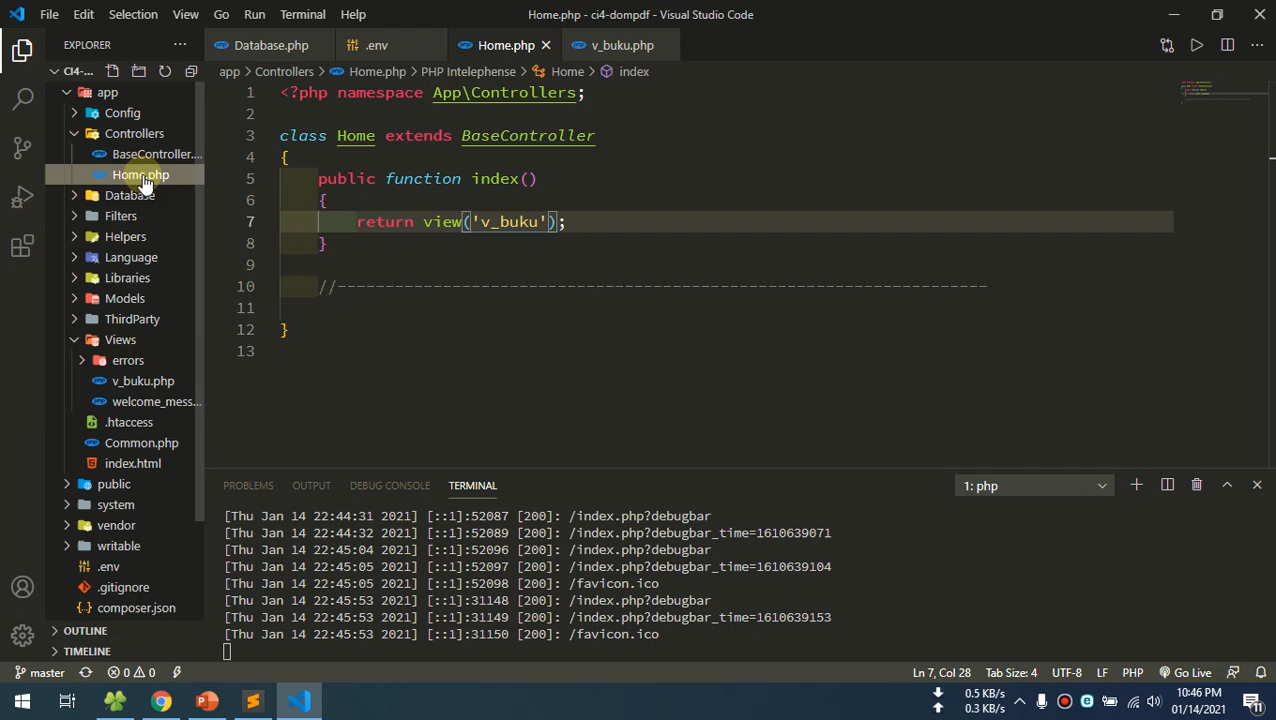 File Edit Selection View Go Run Terminal Help
Home.php - ci4-dompdf - Visual Studio Code
EXPLORER
Database.php .env Home.php v_buku.php
CI4-...
app > Controllers > Home.php > PHP Intelephense > Home > index
app
Config
Controllers
BaseController....
Home.php
Database
Filters
Helpers
Language
Libraries
Models
ThirdParty
Views
errors
v_buku.php
welcome_mess...
.htaccess
Common.php
index.html
public
system
vendor
writable
.env
.gitignore
composer.json
OUTLINE
TIMELINE
1 <?php namespace App\Controllers;
2
3 class Home extends BaseController
4 {
5 public function index()
6 {
7 return view('v_buku');
8 }
9
10 //--------------------------------------------------------------------
11
12 }
13
PROBLEMS OUTPUT DEBUG CONSOLE TERMINAL 1: php
[Thu Jan 14 22:44:31 2021] [::1]:52087 [200]: /index.php?debugbar
[Thu Jan 14 22:44:32 2021] [::1]:52089 [200]: /index.php?debugbar_time=1610639071
[Thu Jan 14 22:45:04 2021] [::1]:52096 [200]: /index.php?debugbar
[Thu Jan 14 22:45:05 2021] [::1]:52097 [200]: /index.php?debugbar_time=1610639104
[Thu Jan 14 22:45:05 2021] [::1]:52098 [200]: /favicon.ico
[Thu Jan 14 22:45:53 2021] [::1]:31148 [200]: /index.php?debugbar
[Thu Jan 14 22:45:53 2021] [::1]:31149 [200]: /index.php?debugbar_time=1610639153
[Thu Jan 14 22:45:53 2021] [::1]:31150 [200]: /favicon.ico
master 0 0 Ln 7, Col 28 Tab Size: 4 UTF-8 LF PHP Go Live
0.5 KB/s
0.3 KB/s
10:46 PM
01/14/2021
11